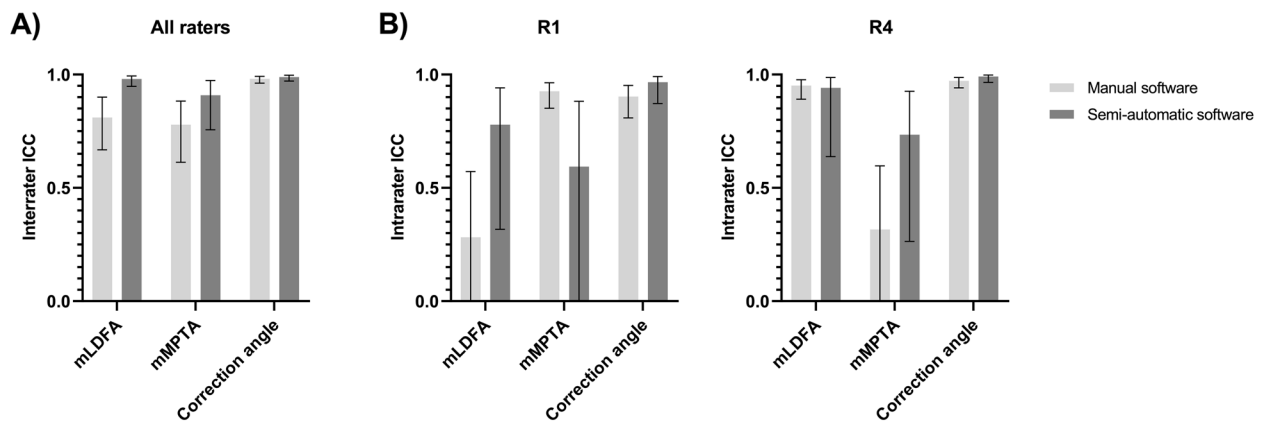 A)
All raters
Interrater ICC
1.0
0.5
0.0
mLDFA
mMPTA
Correction angle
B)
R1
Intrarater ICC
1.0
0.5
0.0
mLDFA
mMPTA
Correction angle
R4
Intrarater ICC
1.0
0.5
0.0
mLDFA
mMPTA
Correction angle
Manual software
Semi-automatic software